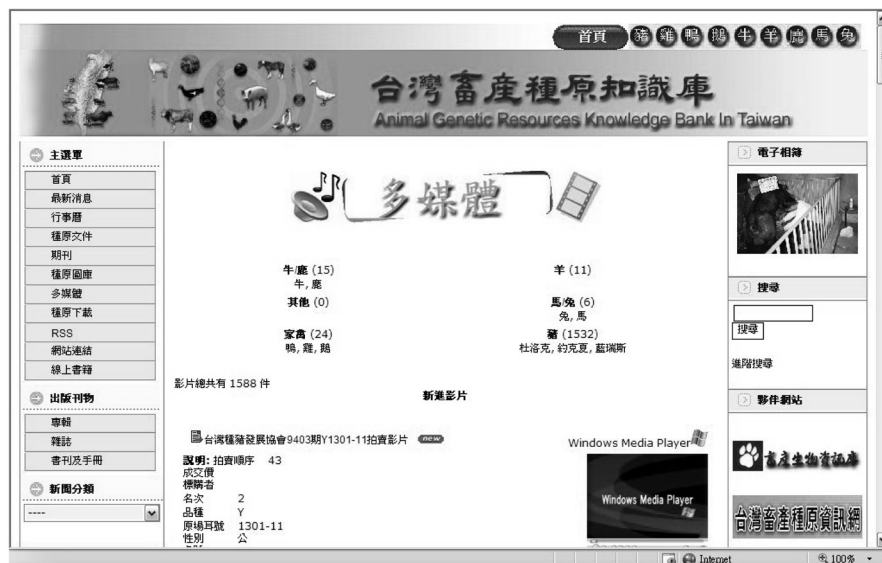 首頁 豬 雞 鴨 鵝 牛 羊 鹿 馬 兔
台灣畜產種原知識庫
Animal Genetic Resources Knowledge Bank In Taiwan
主選單
首頁
最新消息
行事曆
種原文件
期刊
種原圖庫
多媒體
種原下載
RSS
網站連結
線上書籍
出版刊物
專輯
雜誌
書刊及手冊
新聞分類
----
多媒體
牛/鹿 (15)
牛, 鹿
羊 (11)
其他 (0)
馬/兔 (6)
兔, 馬
家禽 (24)
鴨, 雞, 鵝
豬 (1532)
杜洛克, 約克夏, 藍瑞斯
影片總共有 1588 件
新進影片
台灣種豬發展協會9403期Y1301-11拍賣影片 new
說明: 拍賣順序 43
成交價
標購者
名次 2
品種 Y
原場耳號 1301-11
性別 公
Windows Media Player
Windows Media Player
電子相簿
搜尋
搜尋
進階搜尋
夥伴網站
畜產生物資訊庫
台灣畜產種原資訊網
Internet
100%